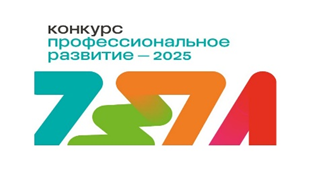 конкурс
профессиональное
развитие — 2025